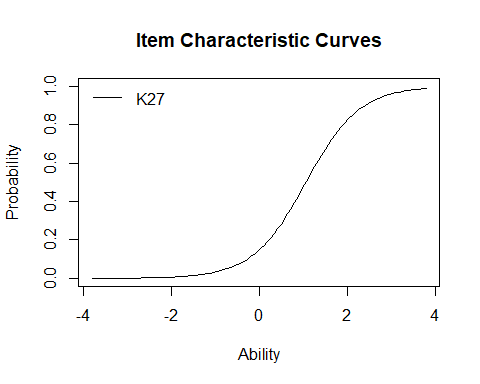 Item Characteristic Curves
K27
Probability
0.0 0.2 0.4 0.6 0.8 1.0
-4 -2 0 2 4
Ability